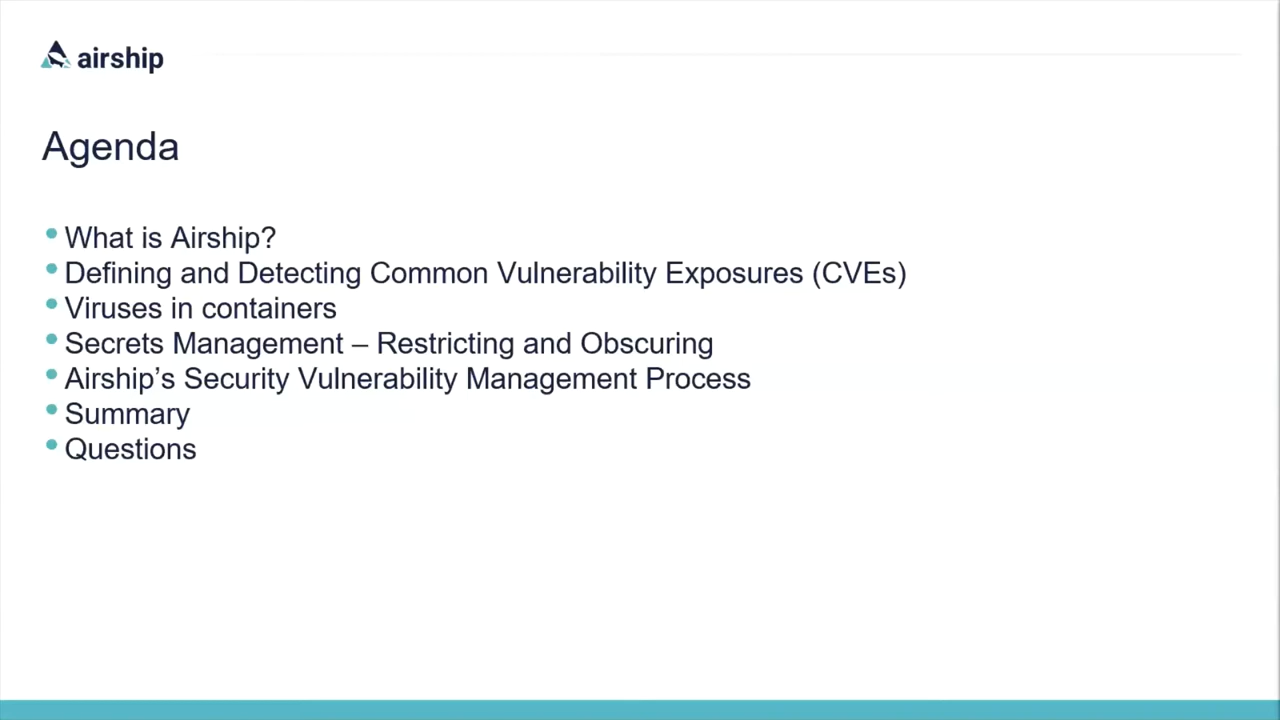 airship
Agenda
• What is Airship?
• Defining and Detecting Common Vulnerability Exposures (CVEs)
• Viruses in containers
• Secrets Management – Restricting and Obscuring
• Airship’s Security Vulnerability Management Process
• Summary
• Questions